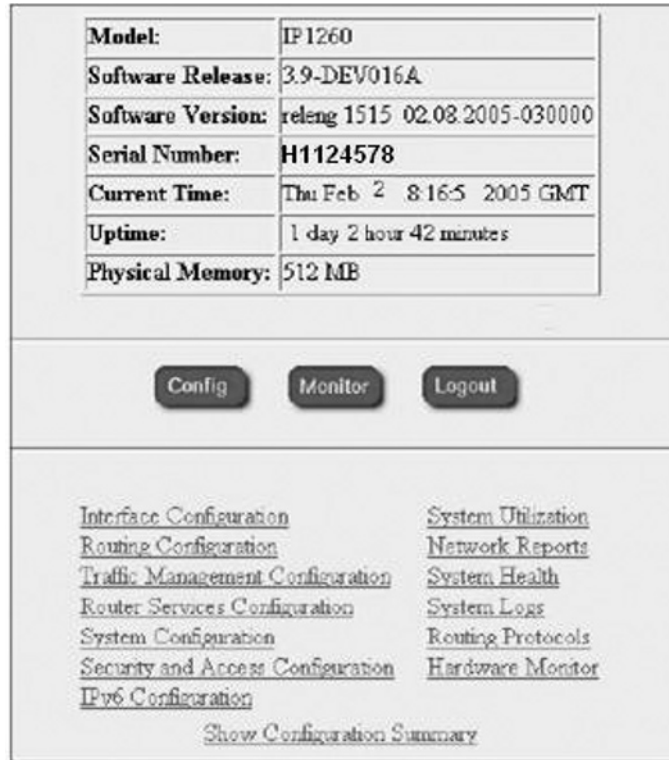 Model: IP1260
Software Release: 3.9-DEV016A
Software Version: releng 1515 02.08.2005-030000
Serial Number: H1124578
Current Time: Thu Feb 2 8:16:5 2005 GMT
Uptime: 1 day 2 hour 42 minutes
Physical Memory: 512 MB
Config Monitor Logout
Interface Configuration System Utilization
Routing Configuration Network Reports
Traffic Management Configuration System Health
Router Services Configuration System Logs
System Configuration Routing Protocols
Security and Access Configuration Hardware Monitor
IPv6 Configuration
Show Configuration Summary